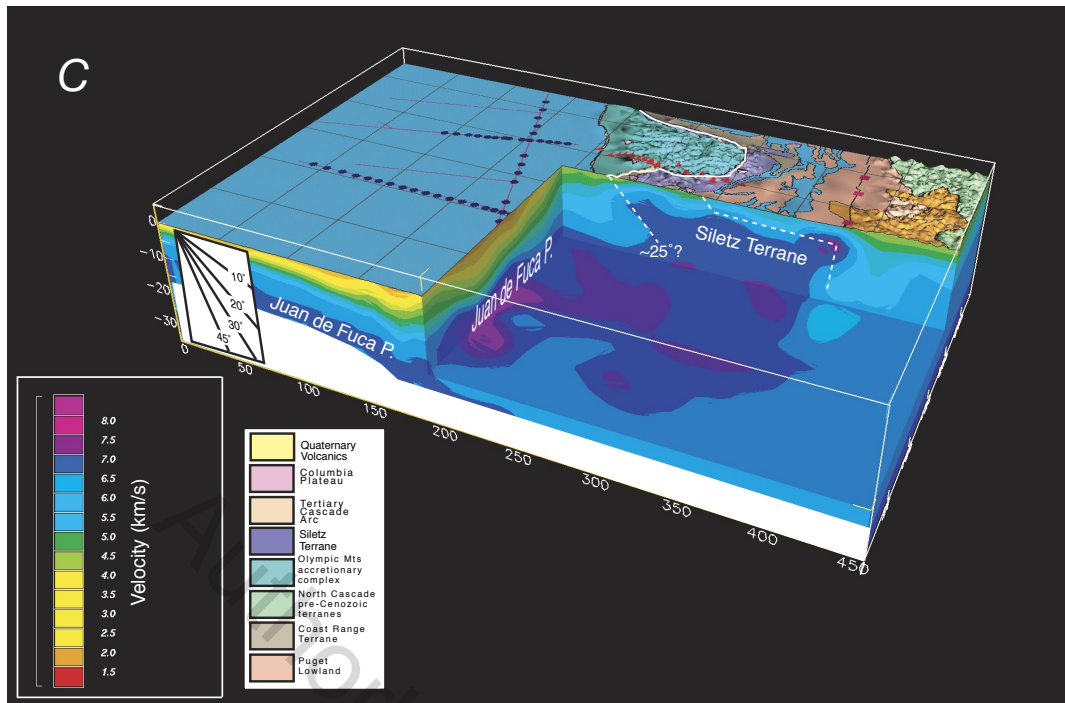 C
0
−10
−20
−30
10°
20°
30°
45°
Juan de Fuca P.
Juan de Fuca P.
~25°?
Siletz Terrane
0
50
100
150
200
250
300
350
400
450
8.0
7.5
7.0
6.5
6.0
5.5
5.0
4.5
4.0
3.5
3.0
2.5
2.0
1.5
Velocity (km/s)
Quaternary
Volcanics
Columbia
Plateau
Tertiary
Cascade
Arc
Siletz
Terrane
Olympic Mts
accretionary
complex
North Cascade
pre-Cenozoic
terranes
Coast Range
Terrane
Puget
Lowland